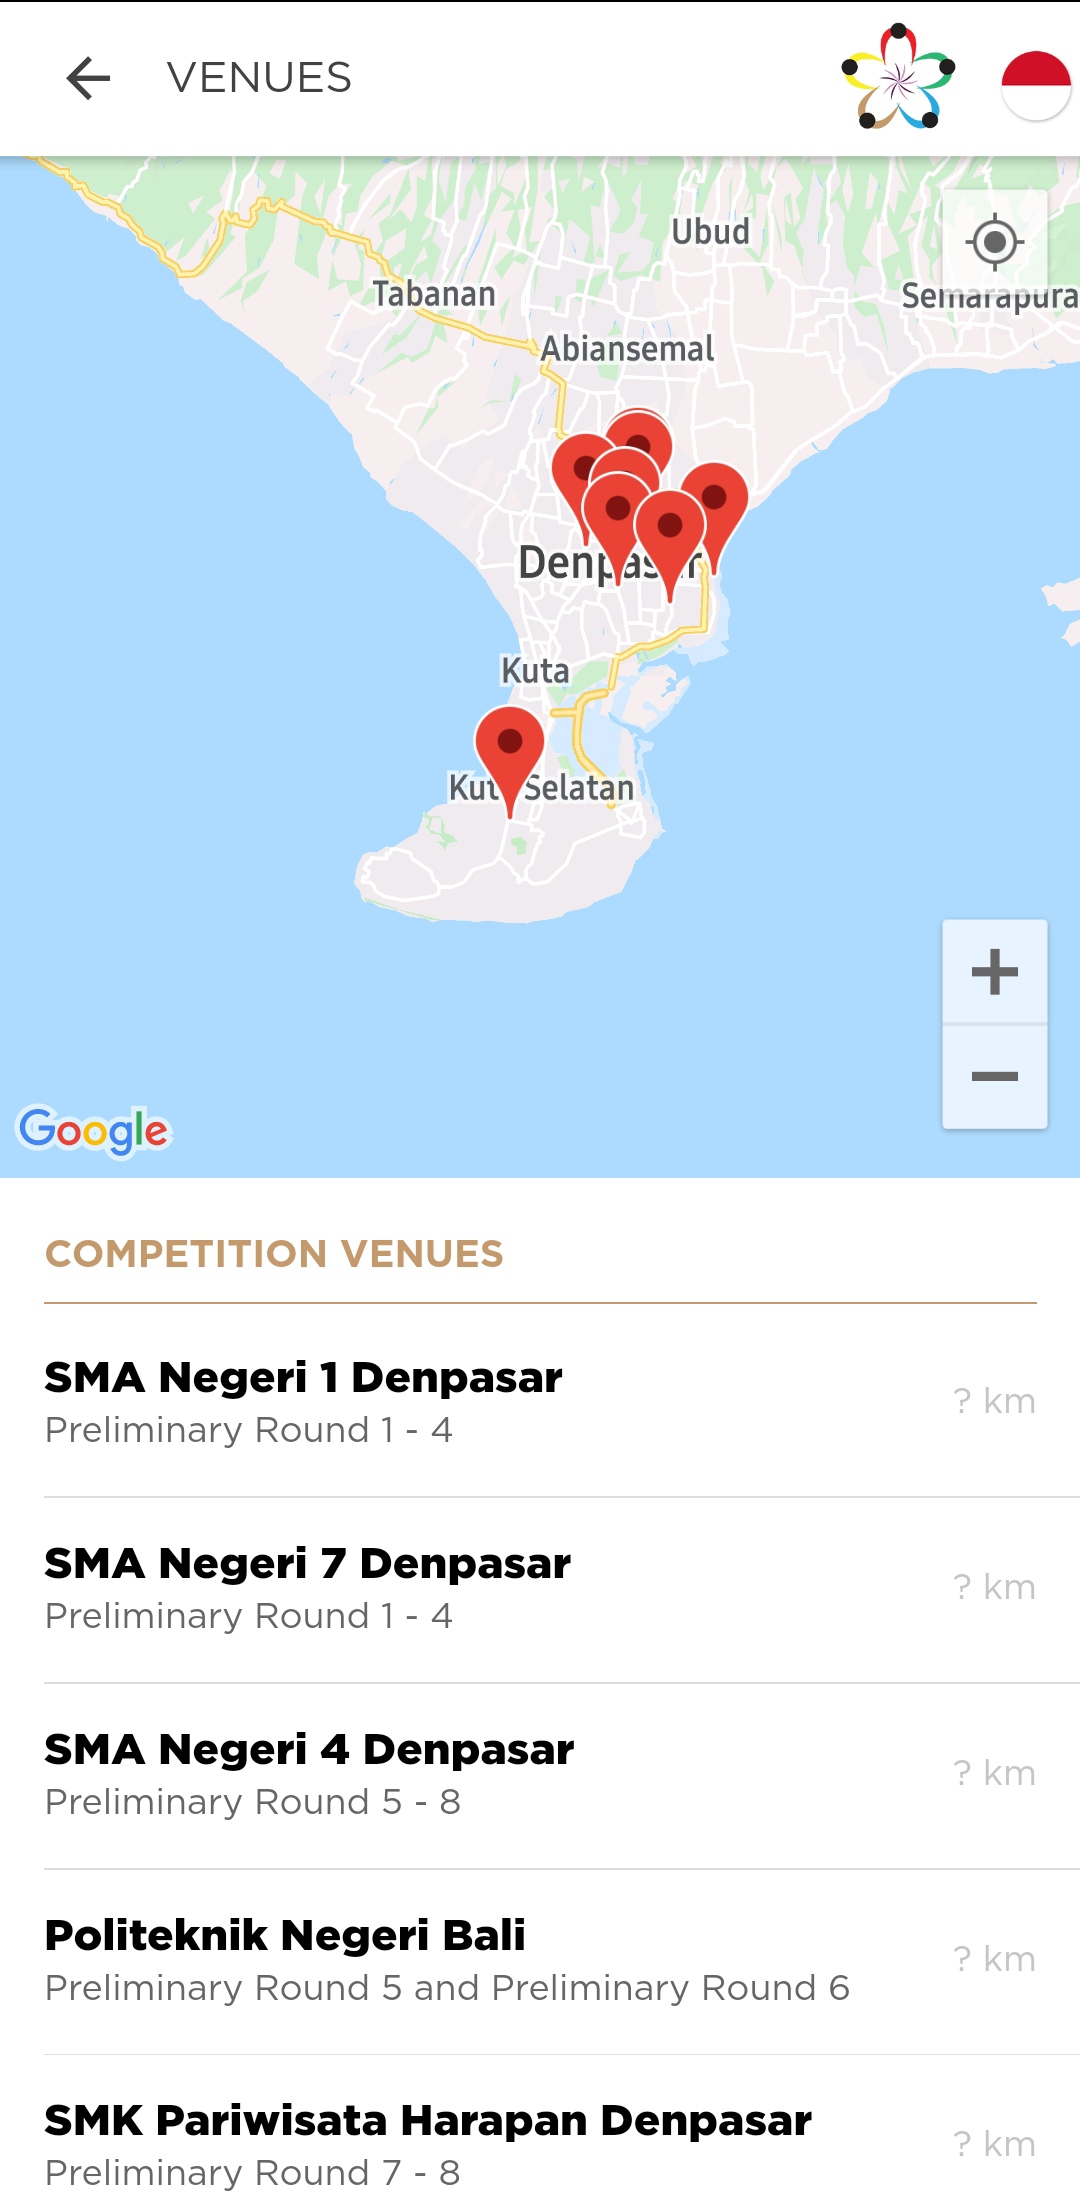 VENUES
Ubud
Tabanan
Semarapura
Abiansemal
Denpasar
Kuta
Kuta Selatan
Google
COMPETITION VENUES
SMA Negeri 1 Denpasar
? km
Preliminary Round 1 - 4
SMA Negeri 7 Denpasar
? km
Preliminary Round 1 - 4
SMA Negeri 4 Denpasar
? km
Preliminary Round 5 - 8
Politeknik Negeri Bali
? km
Preliminary Round 5 and Preliminary Round 6
SMK Pariwisata Harapan Denpasar
? km
Preliminary Round 7 - 8